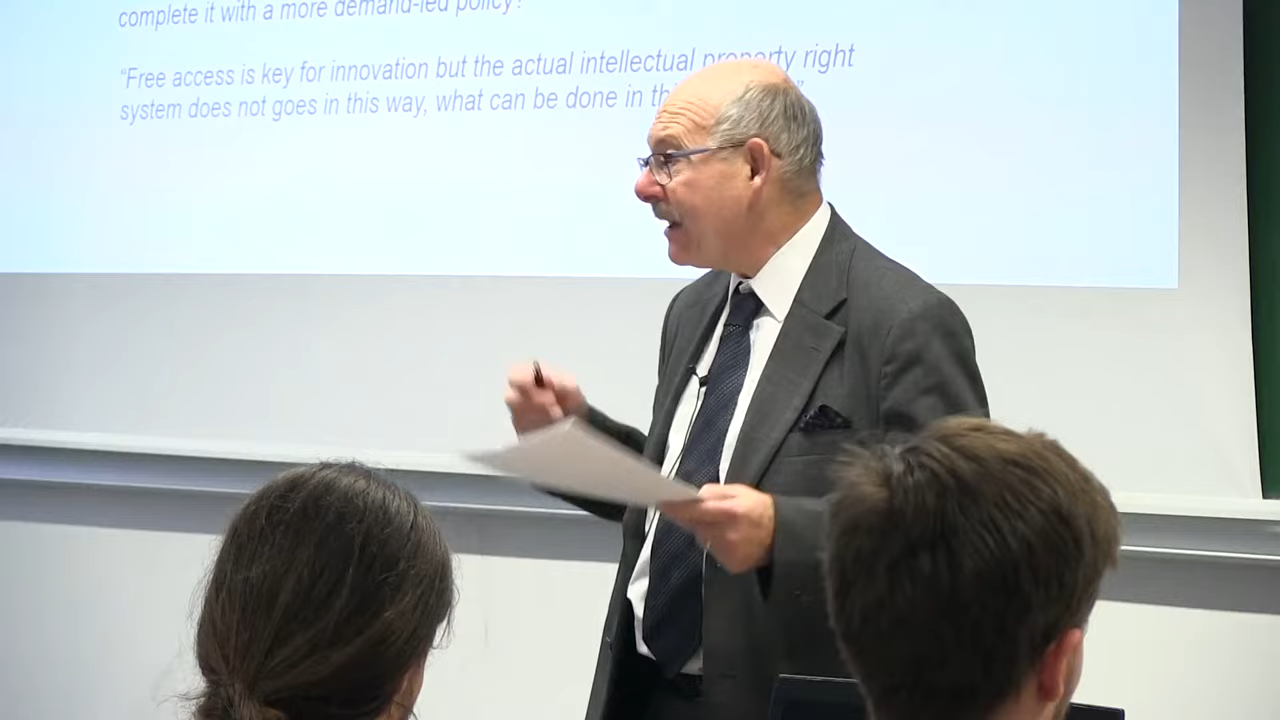 complete it with a more demand-led policy?
“Free access is key for innovation but the actual intellectual property right
system does not goes in this way, what can be done in